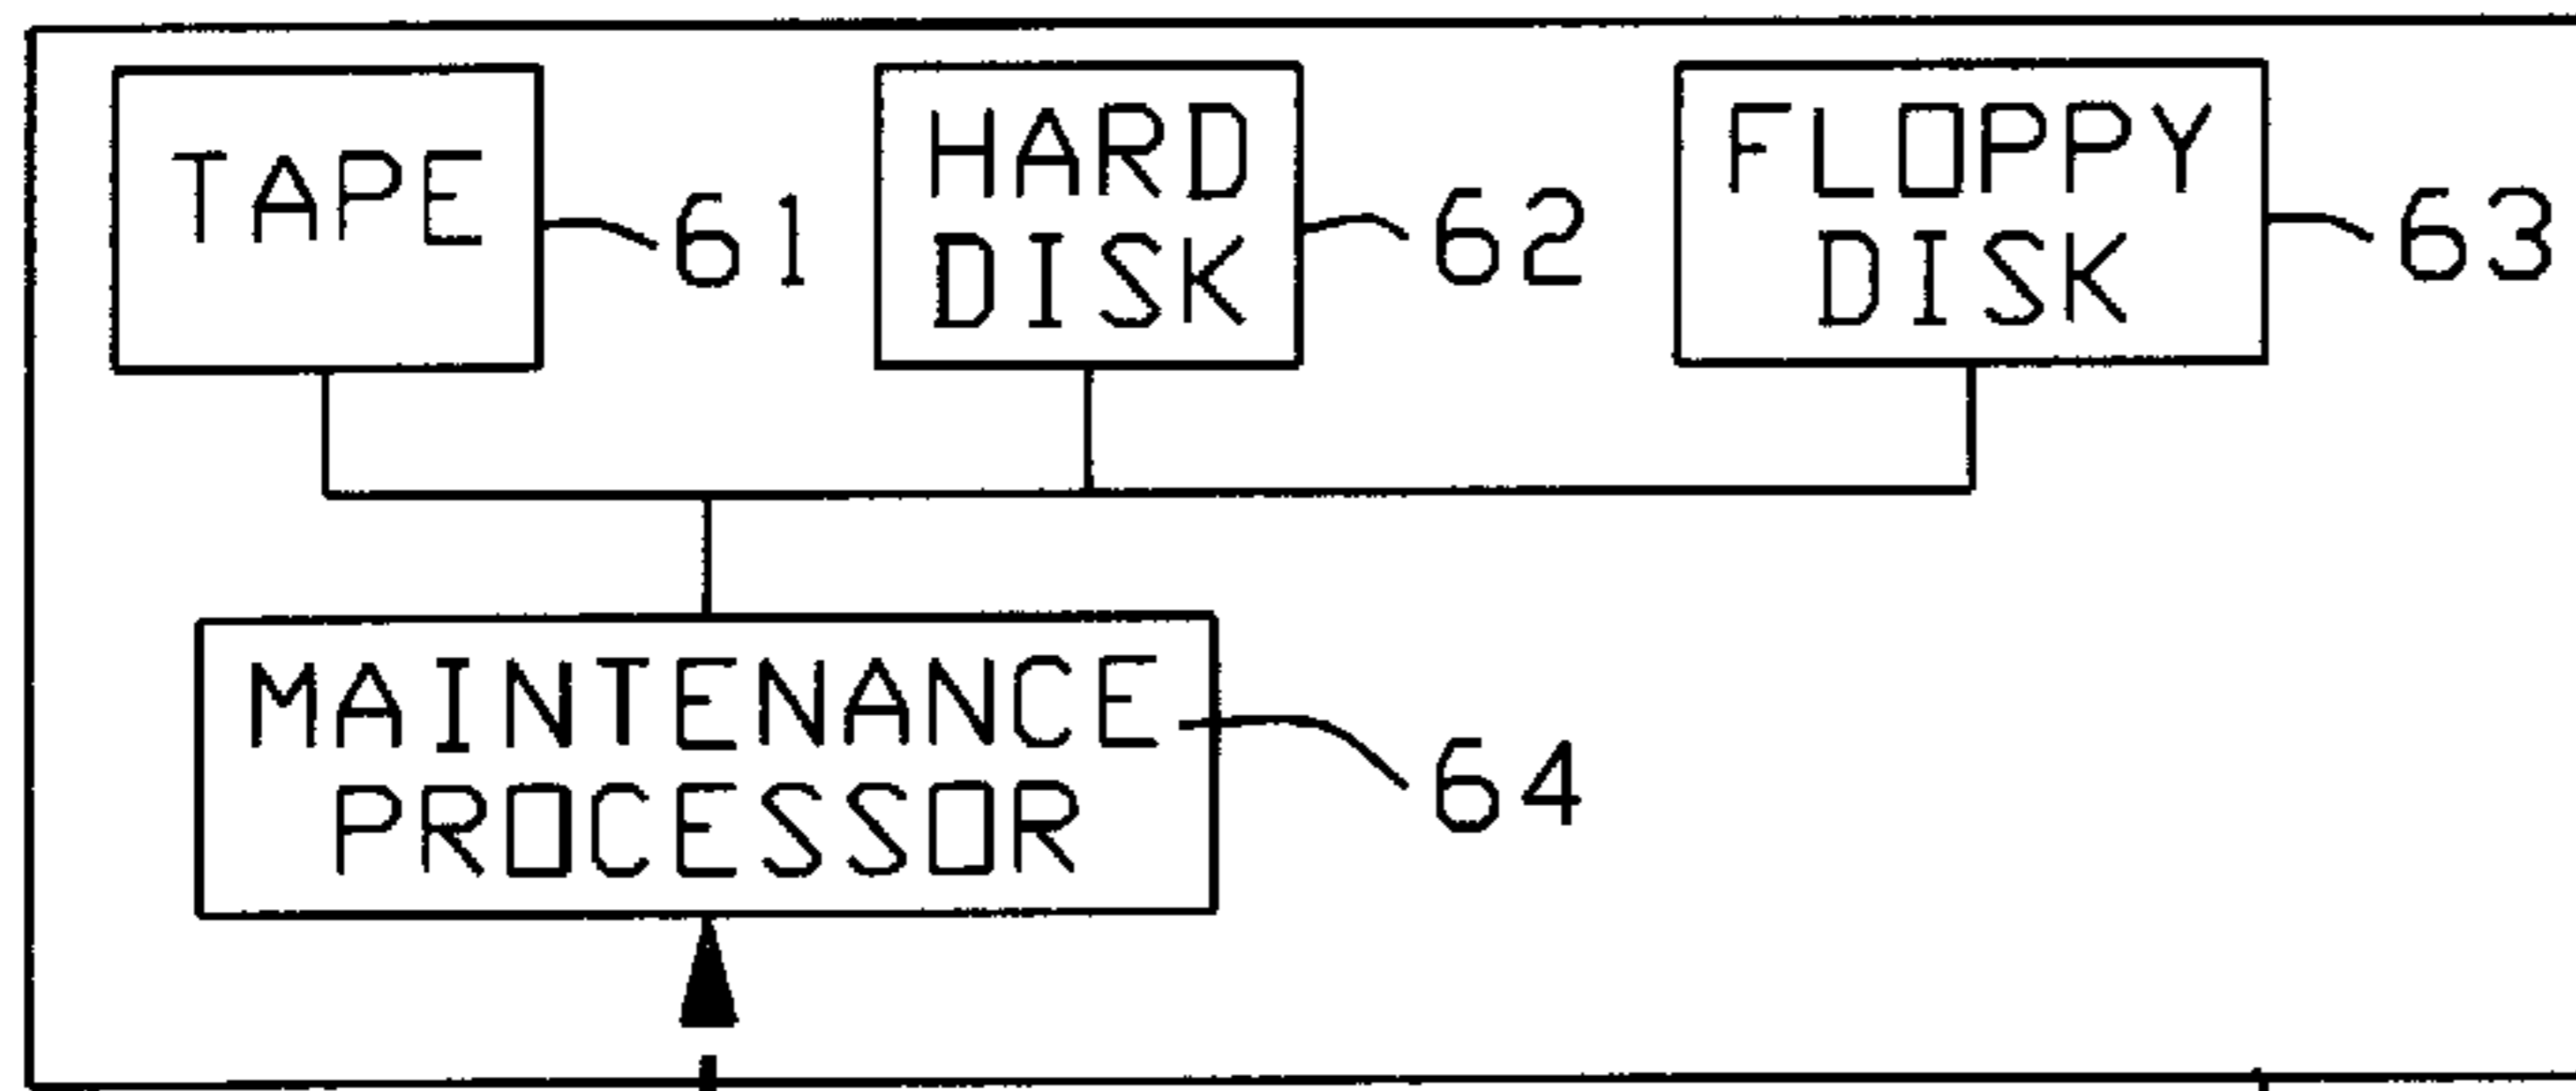 TAPE
61
HARD
DISK
62
FLOPPY
DISK
63
MAINTENANCE
PROCESSOR
64